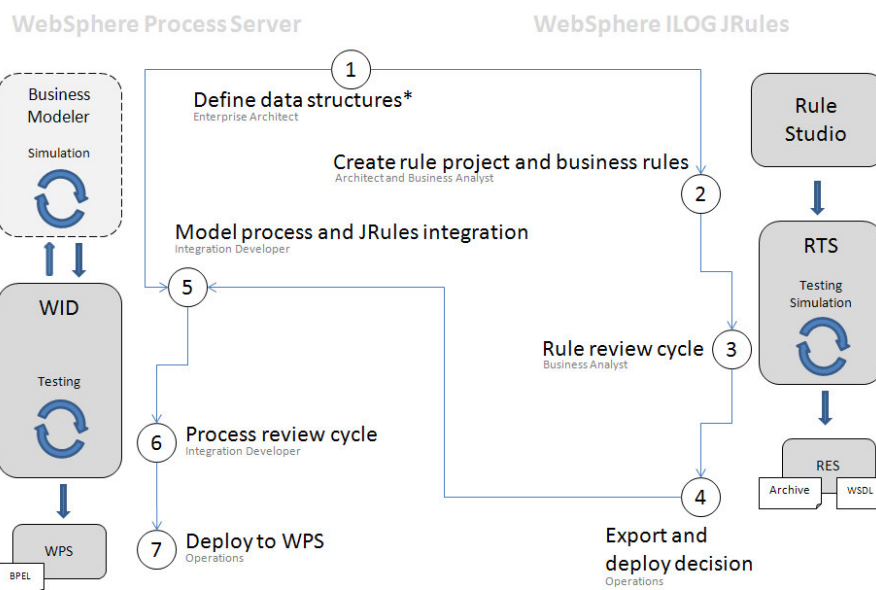 WebSphere Process Server
WebSphere ILOG JRules
1
Business
Modeler
Simulation
Define data structures*
Enterprise Architect
Rule
Studio
Create rule project and business rules
Architect and Business Analyst
2
Model process and JRules integration
Integration Developer
RTS
Testing
Simulation
5
WID
Rule review cycle
Business Analyst
3
Testing
6
Process review cycle
Integration Developer
RES
Archive
WSDL
4
Export and
deploy decision
Operations
7
Deploy to WPS
Operations
WPS
BPEL